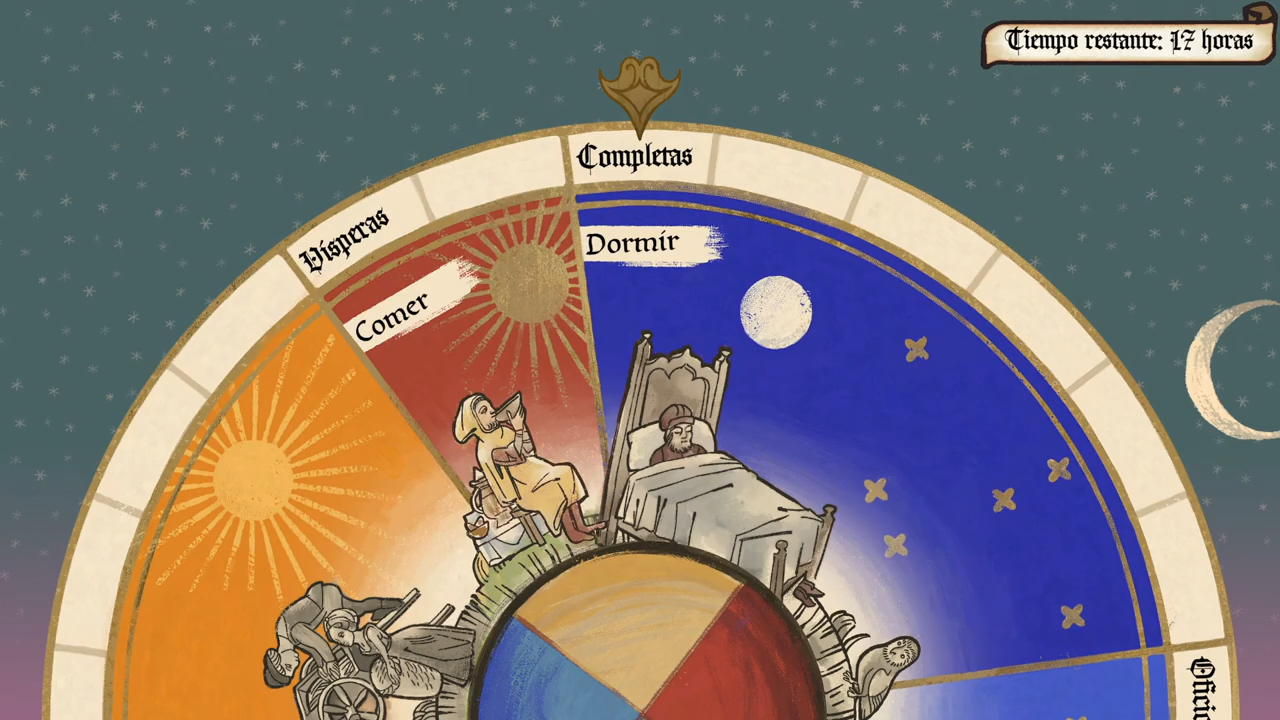 Tiempo restante: 17 horas
Completas
Vísperas
Dormir
Comer